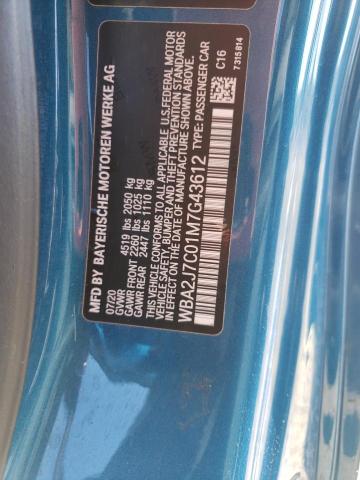 MFD BY BAYERISCHE MOTOREN WERKE AG
07/20
GVWR 4519 lbs 2050 kg
GAWR FRONT 2260 lbs 1025 kg
GAWR REAR 2447 lbs 1110 kg
THIS VEHICLE CONFORMS TO ALL APPLICABLE U.S.FEDERAL MOTOR
VEHICLE SAFETY, BUMPER AND THEFT PREVENTION STANDARDS
IN EFFECT ON THE DATE OF MANUFACTURE SHOWN ABOVE.
WBA2J7C01M7G43612 TYPE: PASSENGER CAR
C16
7315814